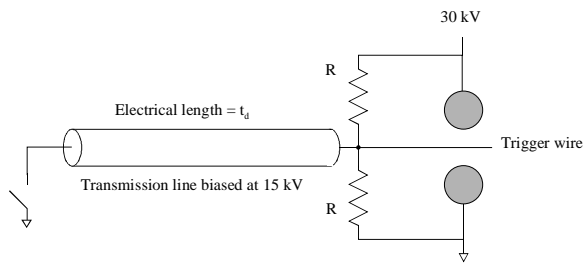 30 kV
R
Electrical length = t_d
Trigger wire
Transmission line biased at 15 kV
R